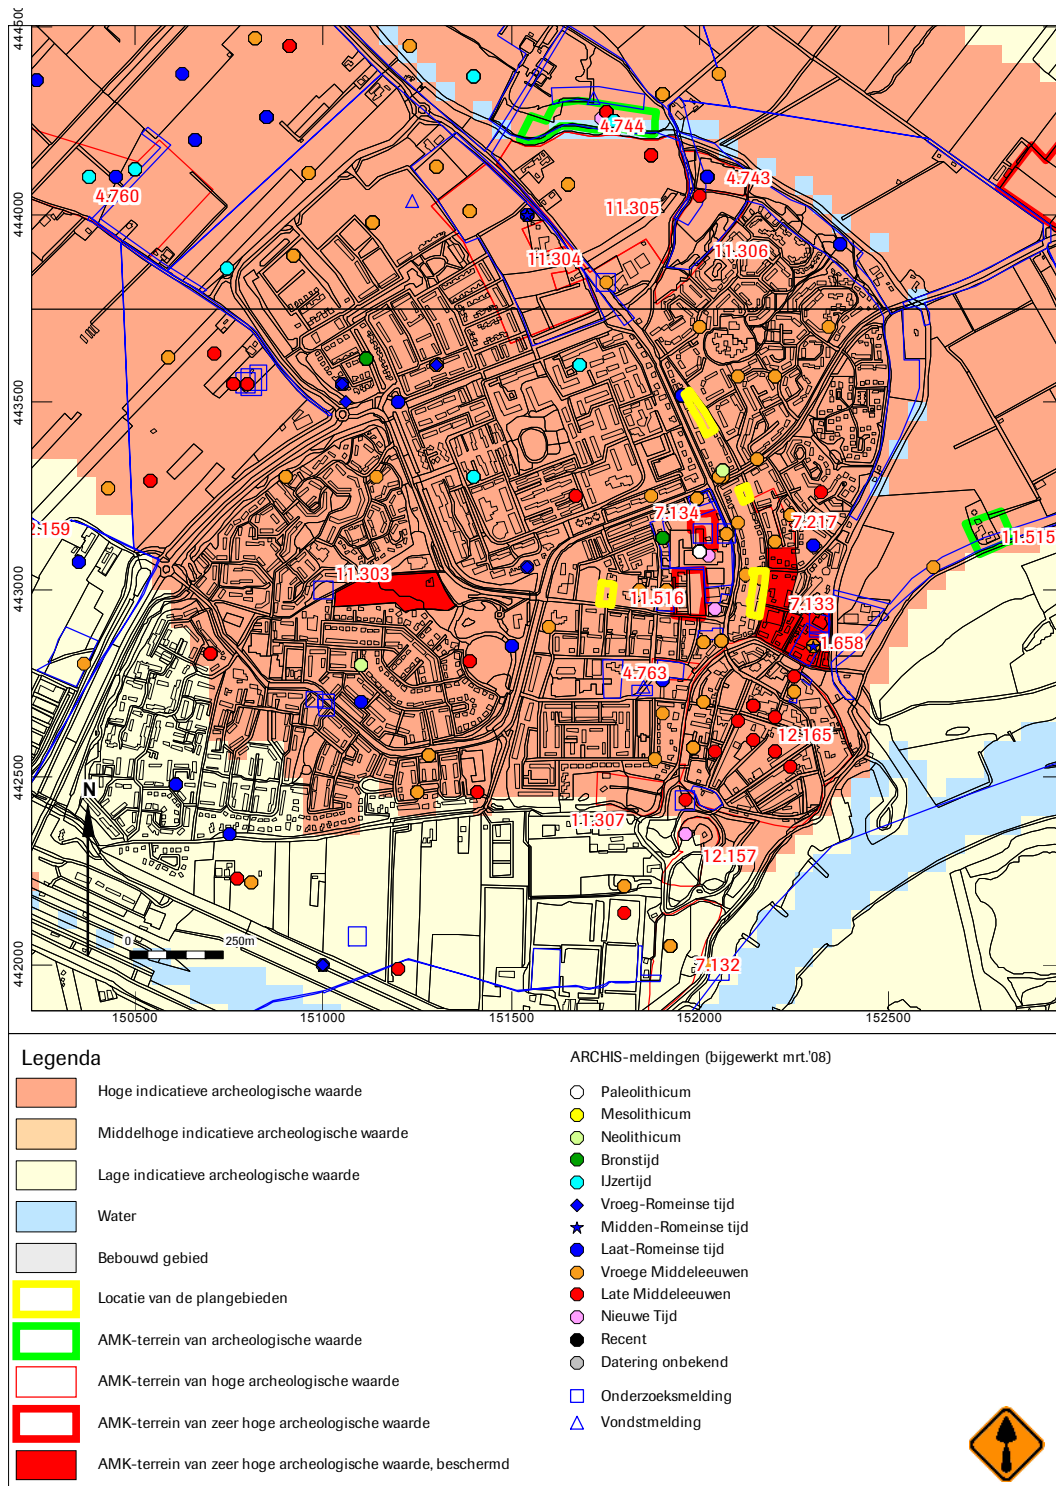 444500
4.744
4.743
4.760
11.305
444000
11.306
11.304
443500
7.134
7.217
2.159
11.515
11.303
443000
11.516
7.133
1.658
4.763
12.165
442500
N
11.307
12.157
0 250m
7.132
442000
150500 151000 151500 152000 152500
Legenda
Hoge indicatieve archeologische waarde
Middelhoge indicatieve archeologische waarde
Lage indicatieve archeologische waarde
Water
Bebouwd gebied
Locatie van de plangebieden
AMK-terrein van archeologische waarde
AMK-terrein van hoge archeologische waarde
AMK-terrein van zeer hoge archeologische waarde
AMK-terrein van zeer hoge archeologische waarde, beschermd
ARCHIS-meldingen (bijgewerkt mrt.'08)
Paleolithicum
Mesolithicum
Neolithicum
Bronstijd
IJzertijd
Vroeg-Romeinse tijd
Midden-Romeinse tijd
Laat-Romeinse tijd
Vroege Middeleeuwen
Late Middeleeuwen
Nieuwe Tijd
Recent
Datering onbekend
Onderzoeksmelding
Vondstmelding